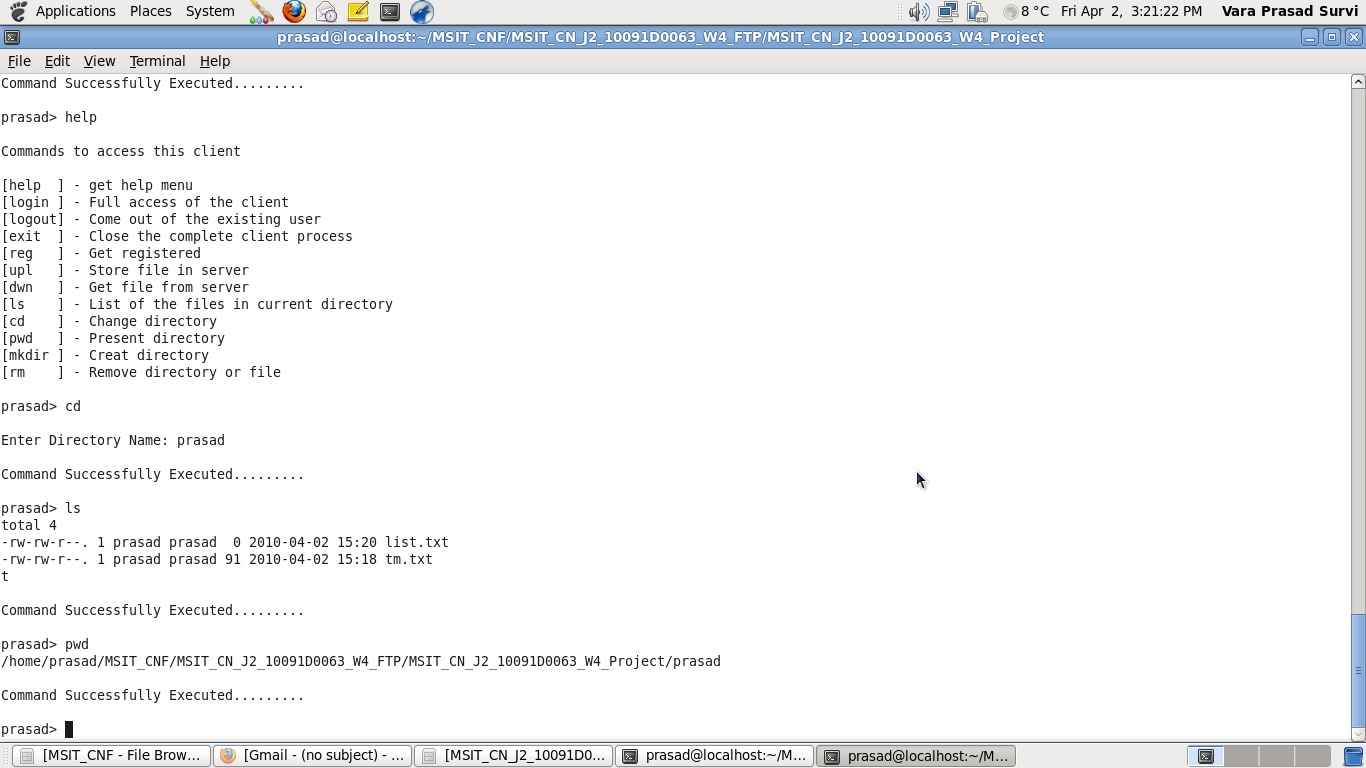 Applications Places System 8 °C Fri Apr 2, 3:21:22 PM Vara Prasad Survi
prasad@localhost:~/MSIT_CNF/MSIT_CN_J2_10091D0063_W4_FTP/MSIT_CN_J2_10091D0063_W4_Project
File Edit View Terminal Help
Command Successfully Executed.........
prasad> help
Commands to access this client
[help  ] - get help menu
[login ] - Full access of the client
[logout] - Come out of the existing user
[exit  ] - Close the complete client process
[reg   ] - Get registered
[upl   ] - Store file in server
[dwn   ] - Get file from server
[ls    ] - List of the files in current directory
[cd    ] - Change directory
[pwd   ] - Present directory
[mkdir ] - Creat directory
[rm    ] - Remove directory or file
prasad> cd
Enter Directory Name: prasad
Command Successfully Executed.........
prasad> ls
total 4
-rw-rw-r--. 1 prasad prasad  0 2010-04-02 15:20 list.txt
-rw-rw-r--. 1 prasad prasad 91 2010-04-02 15:18 tm.txt
t
Command Successfully Executed.........
prasad> pwd
/home/prasad/MSIT_CNF/MSIT_CN_J2_10091D0063_W4_FTP/MSIT_CN_J2_10091D0063_W4_Project/prasad
Command Successfully Executed.........
prasad>
[MSIT_CNF - File Brow... [Gmail - (no subject) - ... [MSIT_CN_J2_10091D0... prasad@localhost:~/M... prasad@localhost:~/M...